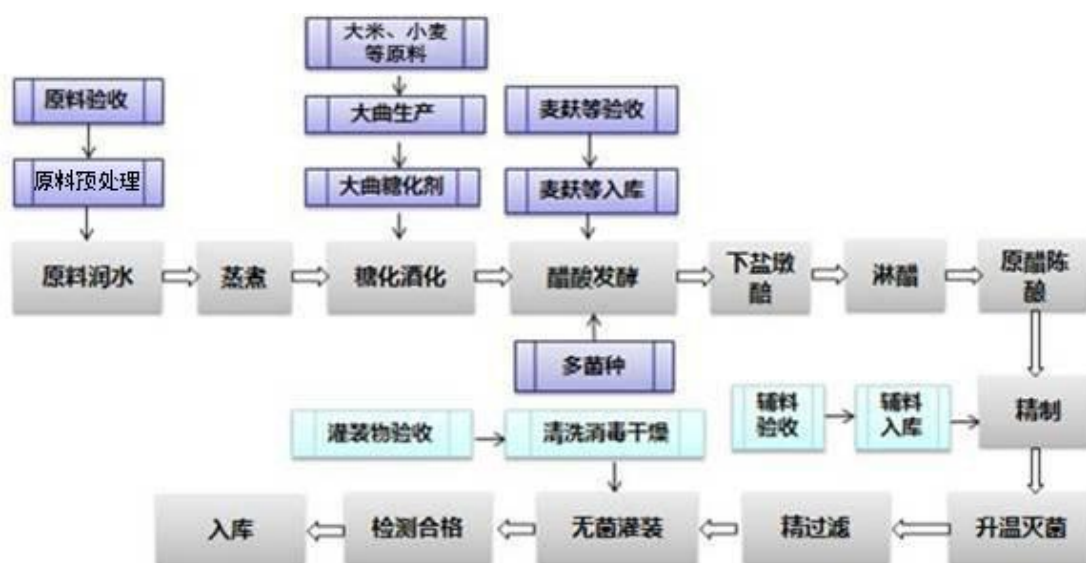 大米、小麦
等原料
原料验收
大曲生产
麦麸等验收
原料预处理
大曲糖化剂
麦麸等入库
原料润水
蒸煮
糖化酒化
醋酸发酵
下盐墩
醅
淋醋
原醋陈
酿
多菌种
灌装物验收
清洗消毒干燥
辅料
验收
辅料
入库
精制
入库
检测合格
无菌灌装
精过滤
升温灭菌